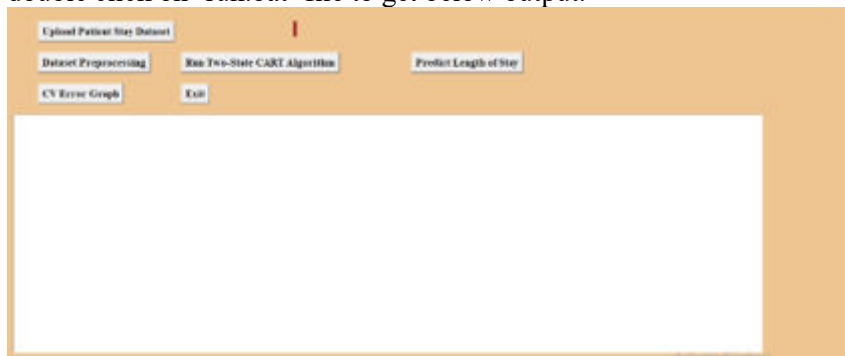 Upload Patient Stay Dataset
Dataset Preprocessing Run Two-State CART Algorithm Predict Length of Stay
CV Error Graph Exit